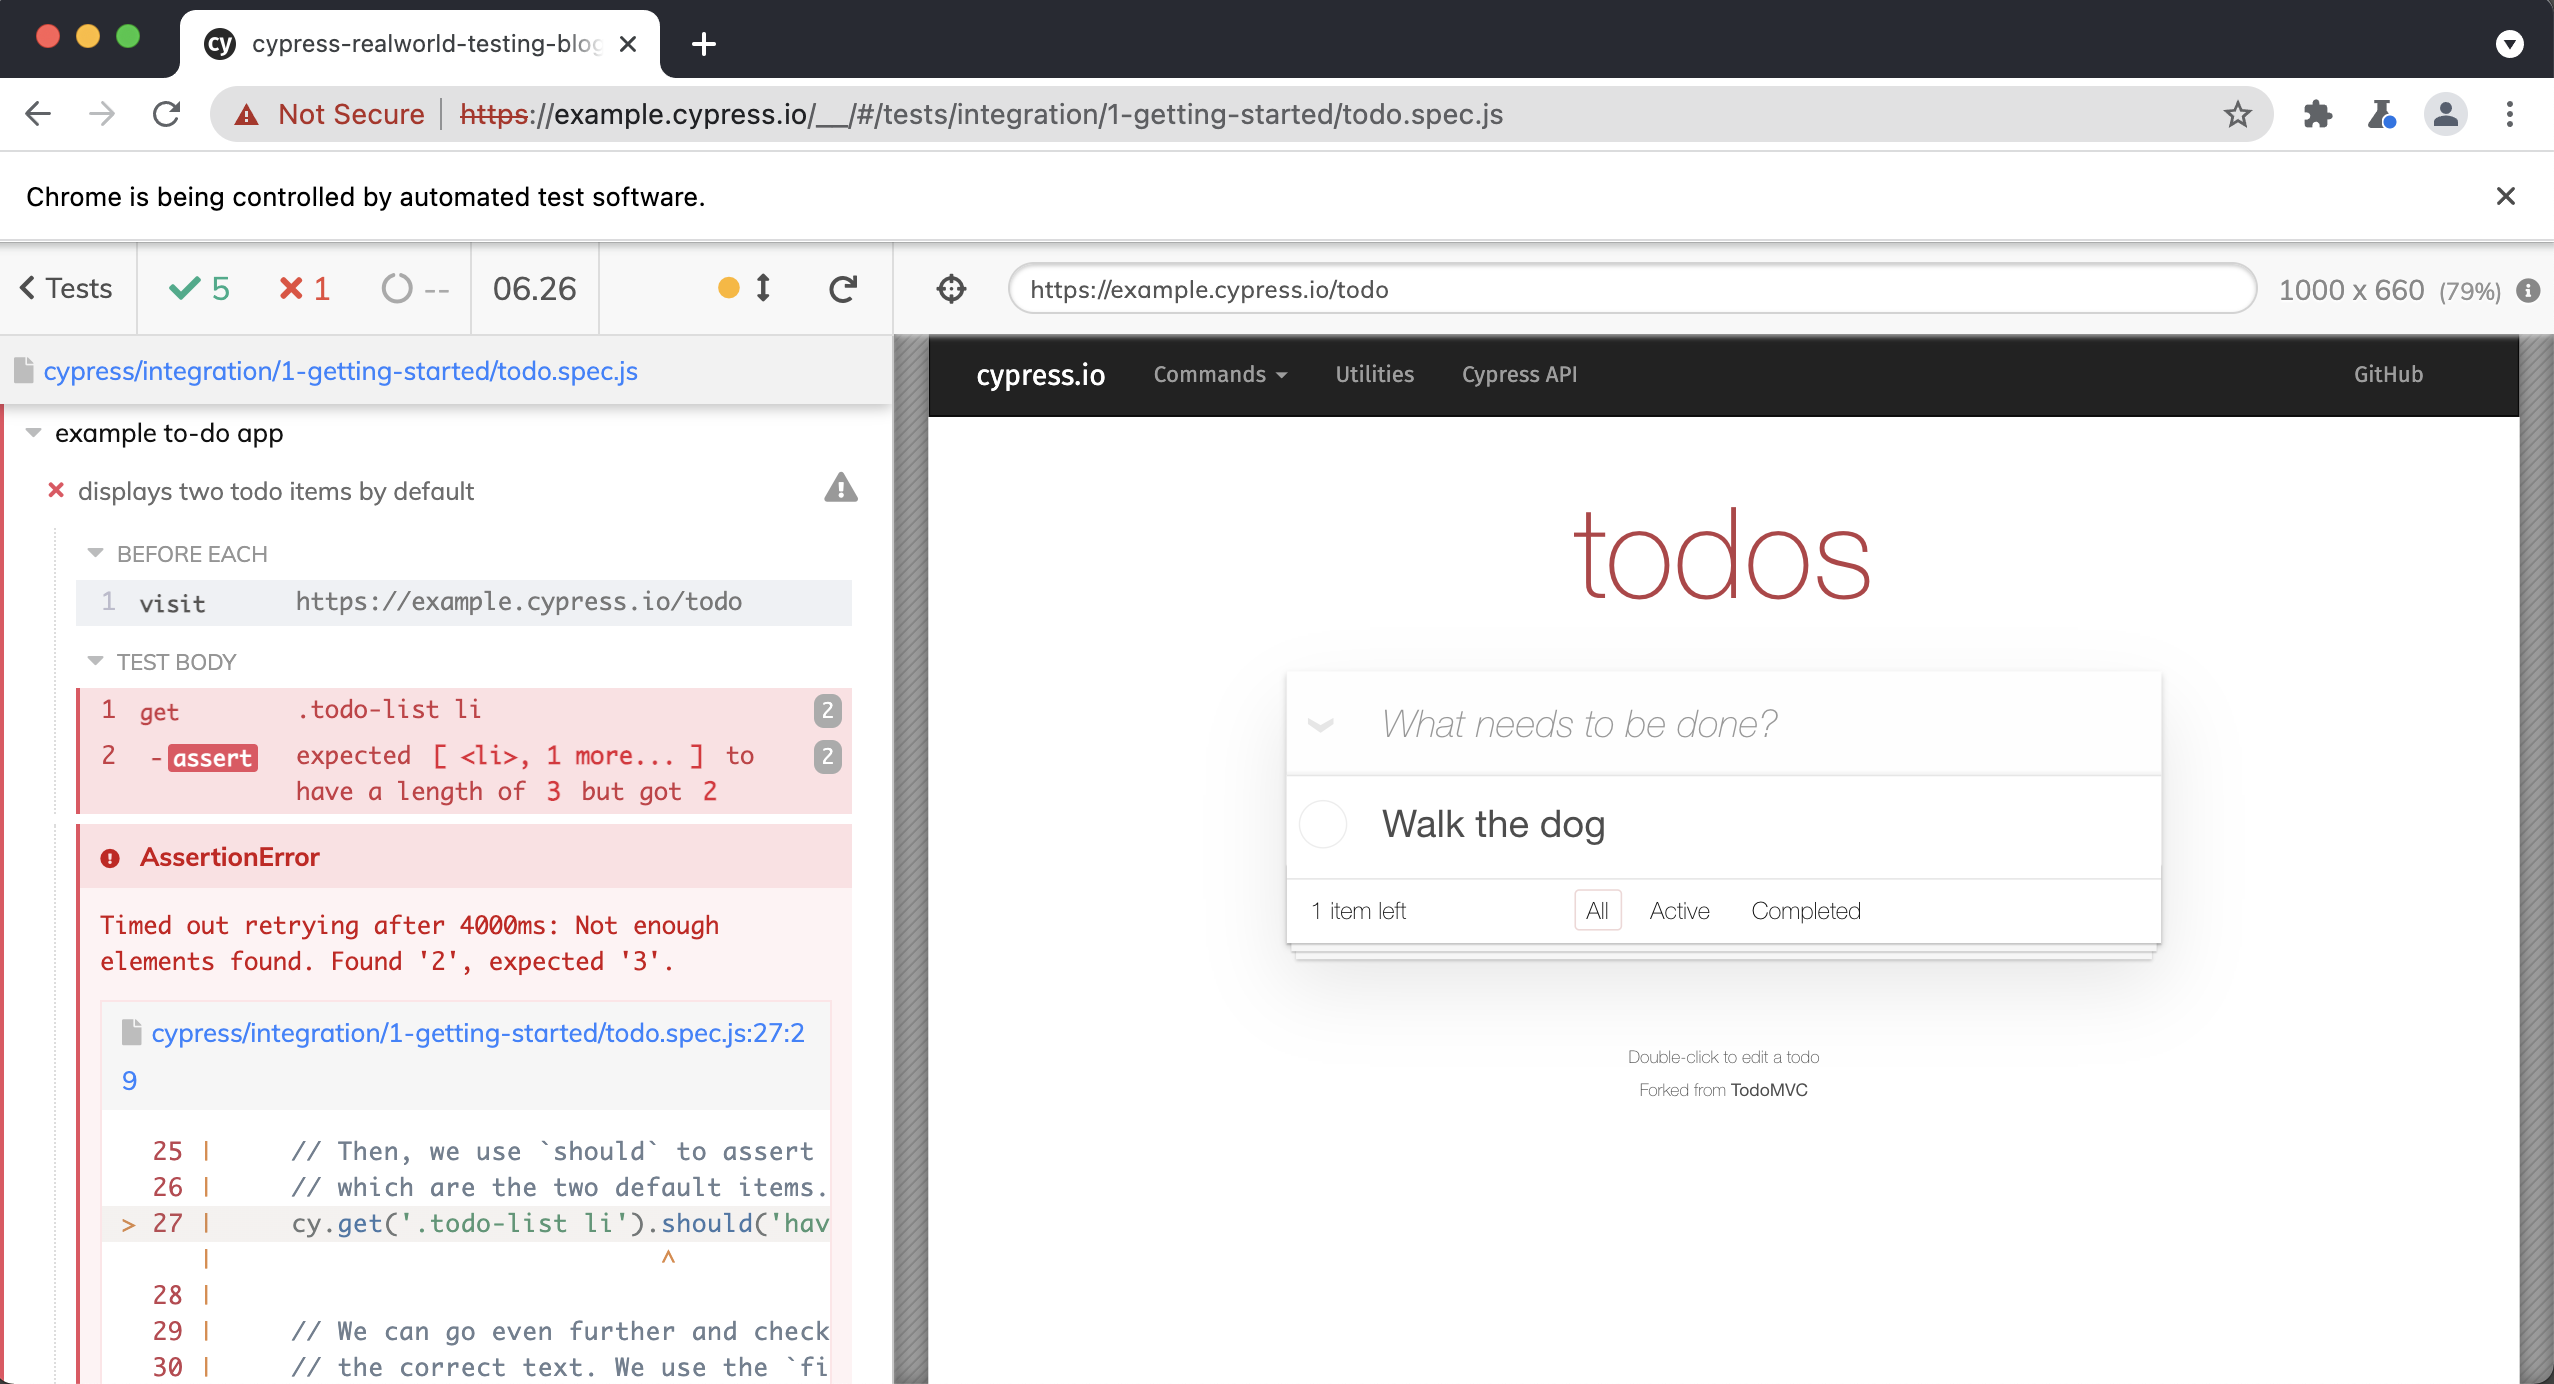 cy cypress-realworld-testing-blog
Not Secure https://example.cypress.io/__/#/tests/integration/1-getting-started/todo.spec.js
Chrome is being controlled by automated test software.
Tests 5 1 -- 06.26
https://example.cypress.io/todo 1000 x 660 (79%)
cypress/integration/1-getting-started/todo.spec.js
example to-do app
displays two todo items by default
BEFORE EACH
1 visit https://example.cypress.io/todo
TEST BODY
1 get .todo-list li 2
2 -assert expected [ <li>, 1 more... ] to 2
have a length of 3 but got 2
AssertionError
Timed out retrying after 4000ms: Not enough
elements found. Found '2', expected '3'.
cypress/integration/1-getting-started/todo.spec.js:27:2
9
25 | // Then, we use `should` to assert
26 | // which are the two default items.
> 27 | cy.get('.todo-list li').should('hav
| ^
28 |
29 | // We can go even further and check
30 | // the correct text. We use the `fi
cypress.io Commands Utilities Cypress API GitHub
todos
What needs to be done?
Walk the dog
1 item left All Active Completed
Double-click to edit a todo
Forked from TodoMVC